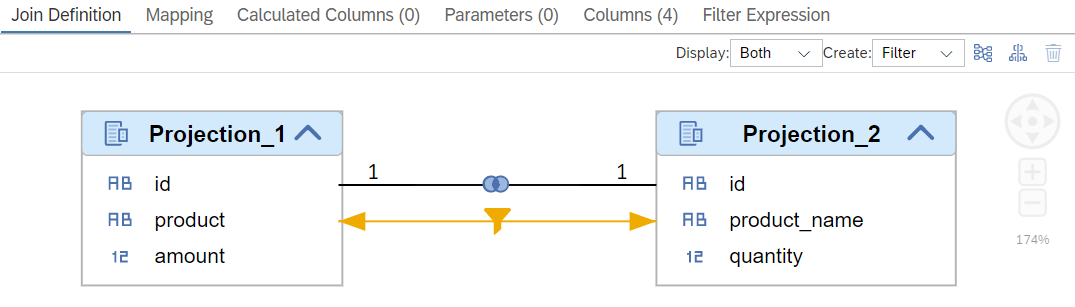 Join Definition Mapping Calculated Columns (0) Parameters (0) Columns (4) Filter Expression
Display: Both Create: Filter
Projection_1 Projection_2
1 1
AB id AB id
AB product AB product_name
12 amount 12 quantity
174%